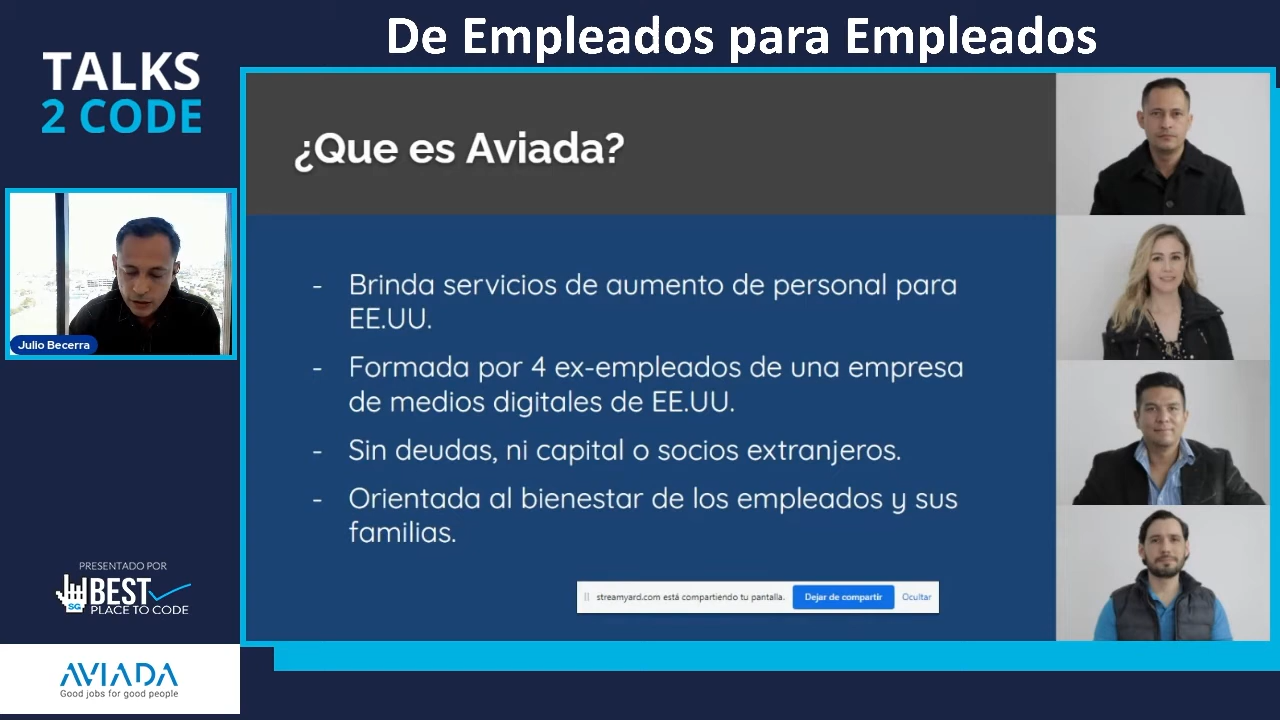 De Empleados para Empleados
TALKS
2 CODE
¿Que es Aviada?
- Brinda servicios de aumento de personal para
EE.UU.
- Formada por 4 ex-empleados de una empresa
de medios digitales de EE.UU.
- Sin deudas, ni capital o socios extranjeros.
- Orientada al bienestar de los empleados y sus
familias.
Julio Becerra
streamyard.com está compartiendo tu pantalla. Dejar de compartir Ocultar
PRESENTADO POR
SG BEST
PLACE TO CODE
AVIADA
Good jobs for good people